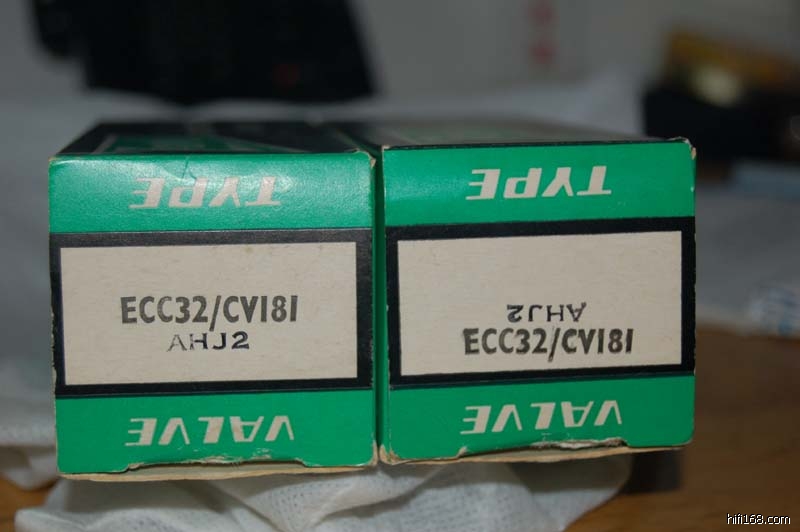 TYPE
ECC32/CV181
AHJ2
VALVE
TYPE
AHJ2
ECC32/CV181
VALVE
hifi168.com